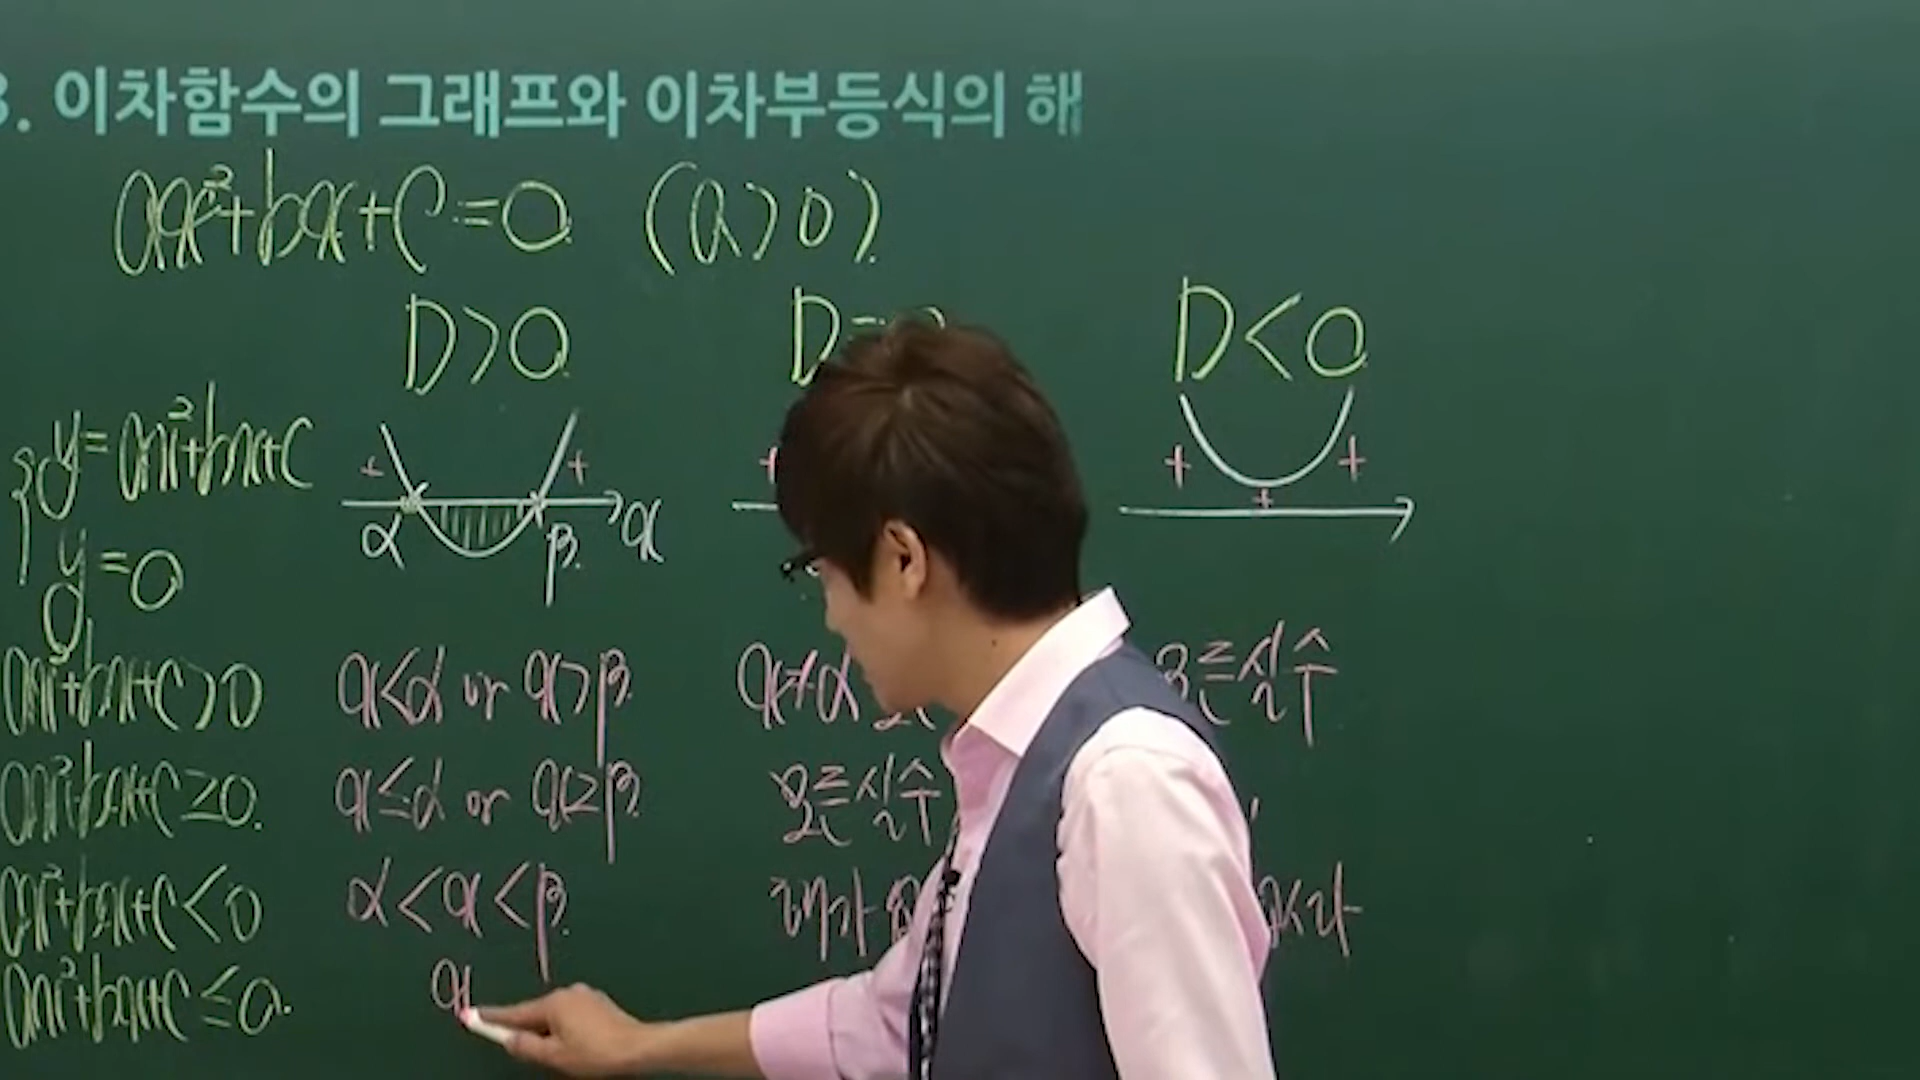 3. 이차함수의 그래프와 이차부등식의 해
ax²+bx+c=0 (a>0)
D>0 D=0 D<0
y=ax²+bx+c
y=0
+ + + + + +
α β x
ax²+bx+c>0 x<α or x>β x≠α 모든실수
ax²+bx+c≥0 x≤α or x≥β 모든실수
ax²+bx+c<0 α<x<β 해가
ax²+bx+c≤0 x